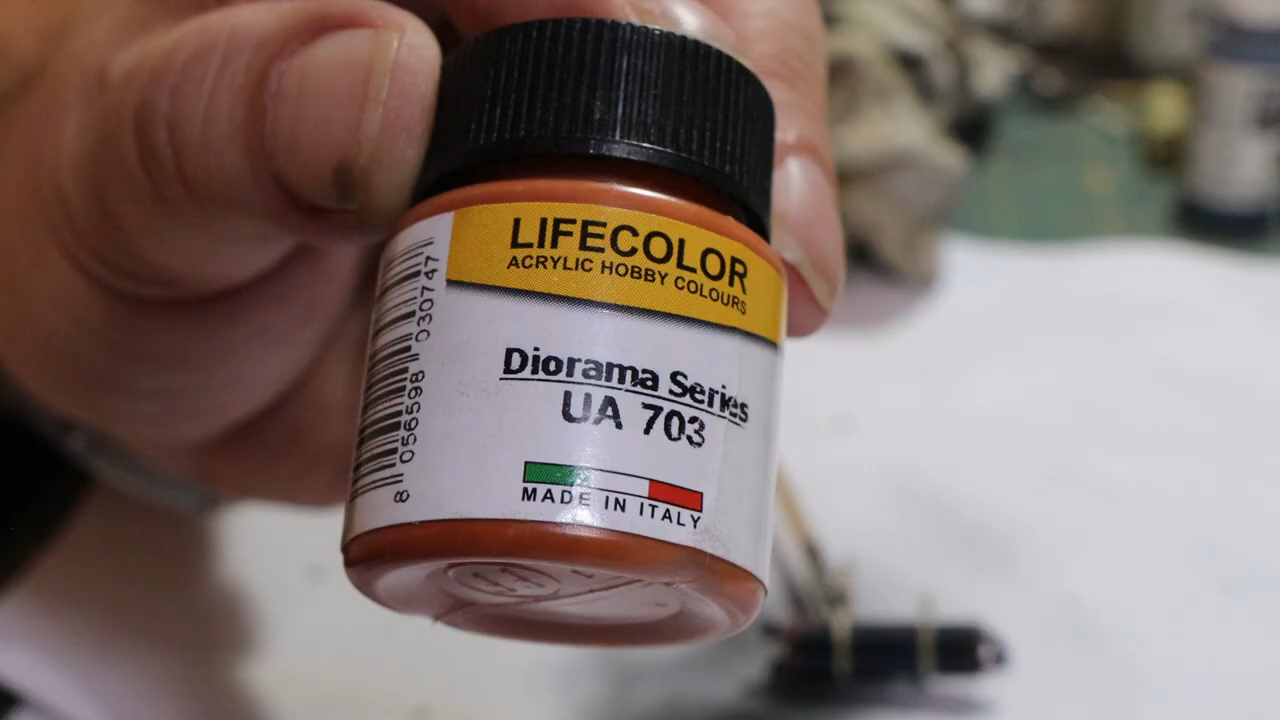 LIFECOLOR
ACRYLIC HOBBY COLOURS
Diorama Series
UA 703
MADE IN ITALY
8 056598 030747